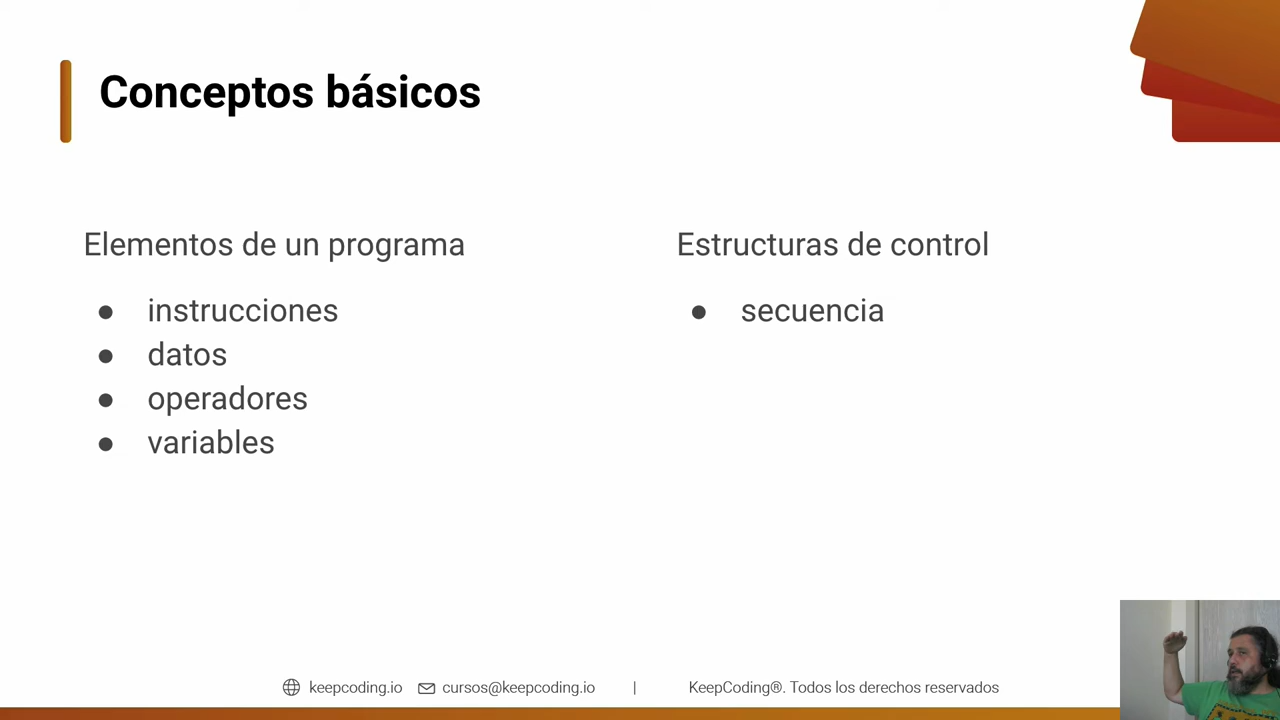 Conceptos básicos
Elementos de un programa
● instrucciones
● datos
● operadores
● variables
Estructuras de control
● secuencia
keepcoding.io cursos@keepcoding.io | KeepCoding®. Todos los derechos reservados